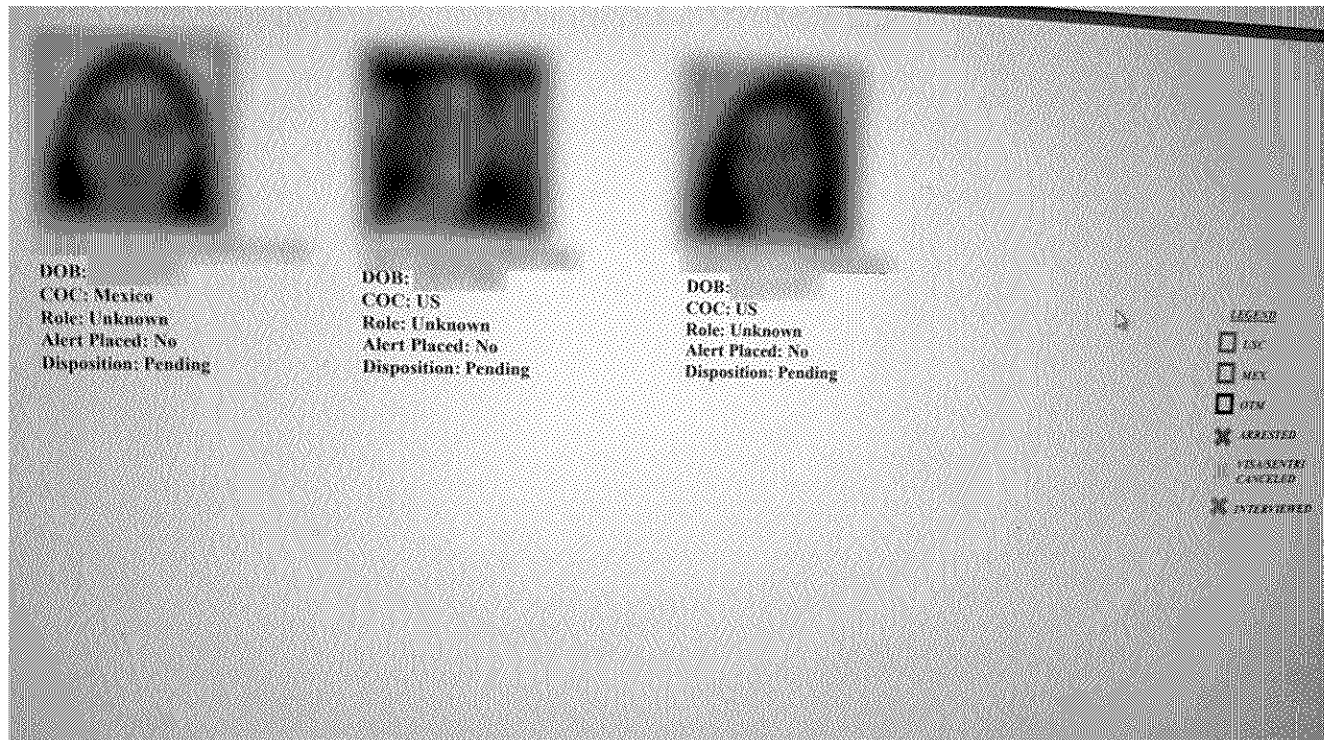 DOB:
COC: Mexico
Role: Unknown
Alert Placed: No
Disposition: Pending
DOB:
COC: US
Role: Unknown
Alert Placed: No
Disposition: Pending
DOB:
COC: US
Role: Unknown
Alert Placed: No
Disposition: Pending
LEGEND
USC
MEX
OTM
ARRESTED
VISA/SENTRI
CANCELED
INTERVIEWED